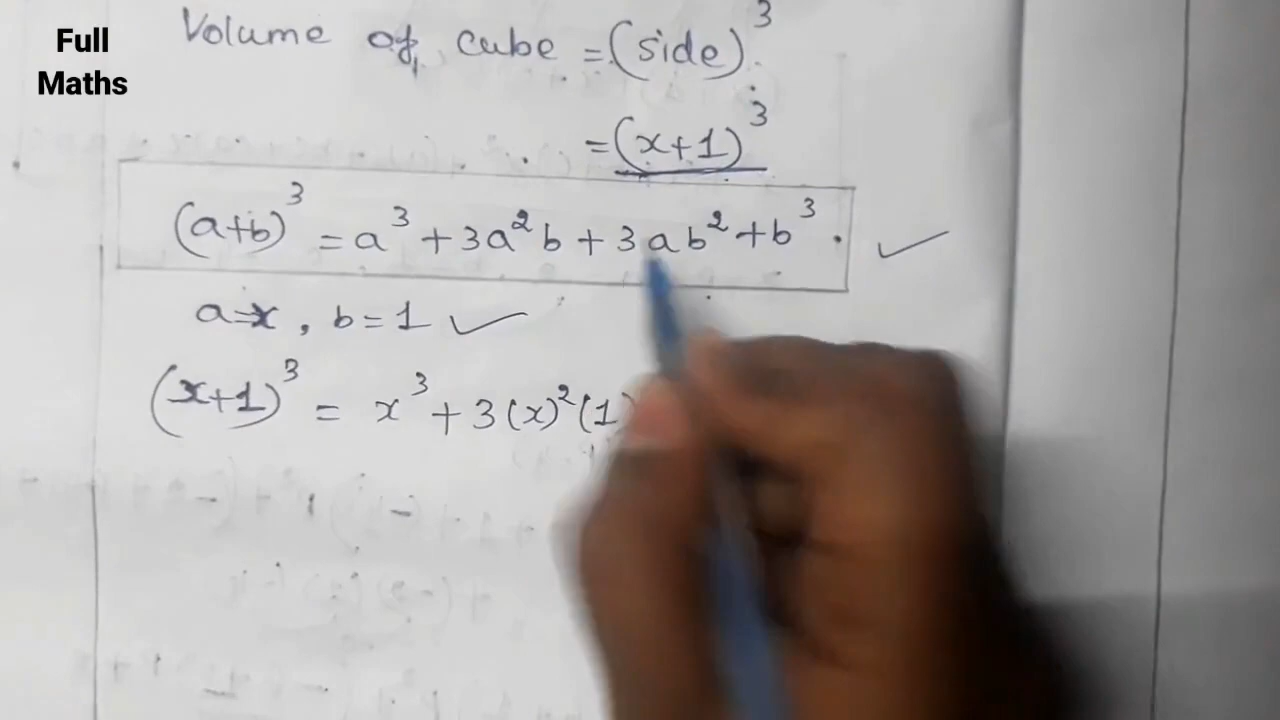 Full
Maths
Volume of cube = (side)³
= (x+1)³
(a+b)³ = a³ + 3a²b + 3ab² + b³.
a=x, b=1
(x+1)³ = x³ + 3(x)²(1)